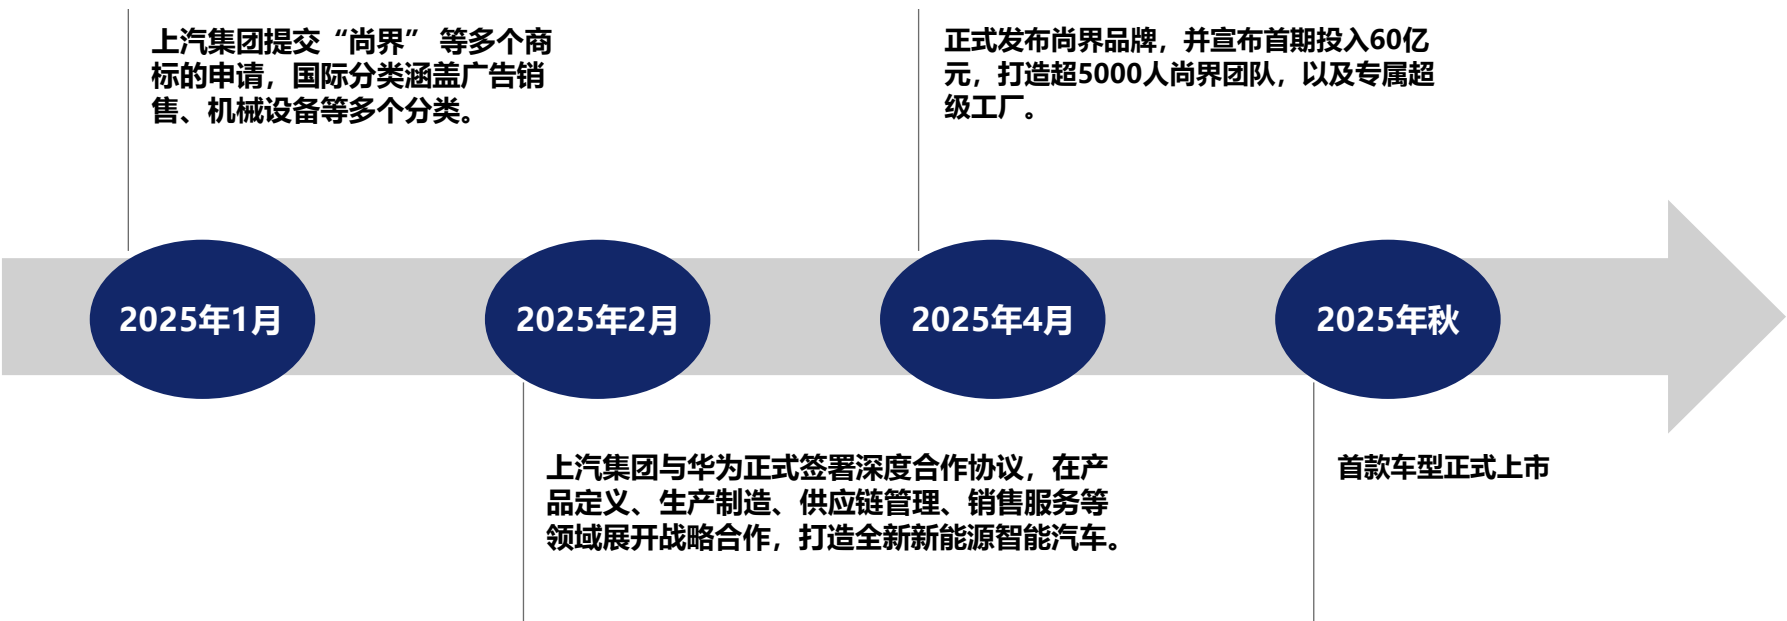 上汽集团提交“尚界” 等多个商
标的申请，国际分类涵盖广告销
售、机械设备等多个分类。
正式发布尚界品牌，并宣布首期投入60亿
元，打造超5000人尚界团队，以及专属超
级工厂。
2025年1月
2025年2月
2025年4月
2025年秋
上汽集团与华为正式签署深度合作协议，在产
品定义、生产制造、供应链管理、销售服务等
领域展开战略合作，打造全新新能源智能汽车。
首款车型正式上市